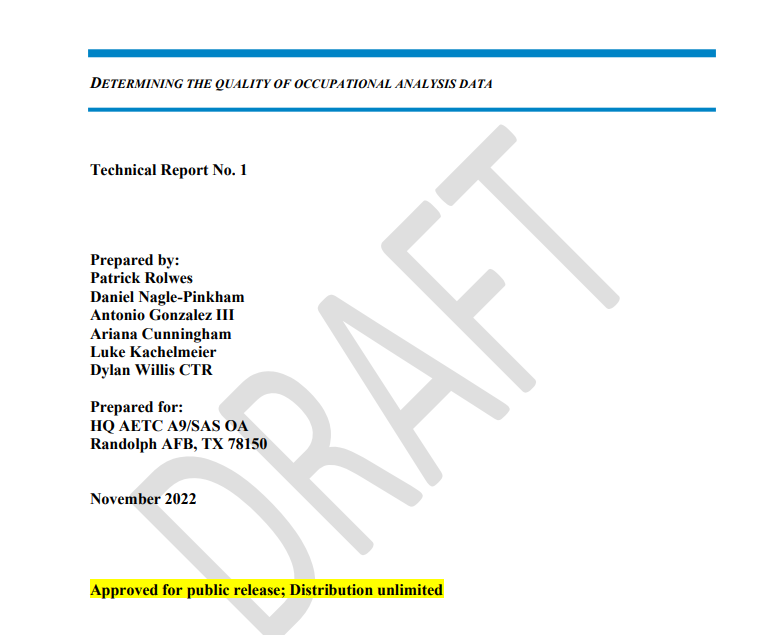 DETERMINING THE QUALITY OF OCCUPATIONAL ANALYSIS DATA
Technical Report No. 1
Prepared by:
Patrick Rolwes
Daniel Nagle-Pinkham
Antonio Gonzalez III
Ariana Cunningham
Luke Kachelmeier
Dylan Willis CTR
Prepared for:
HQ AETC A9/SAS OA
Randolph AFB, TX 78150
November 2022
Approved for public release; Distribution unlimited
DRAFT